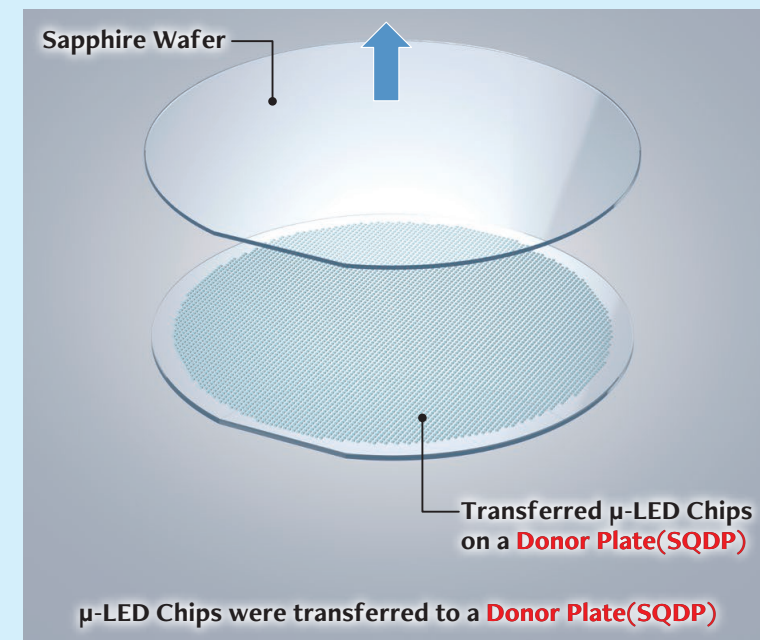 Sapphire Wafer
Transferred μ-LED Chips
on a Donor Plate(SQDP)
μ-LED Chips were transferred to a Donor Plate(SQDP)